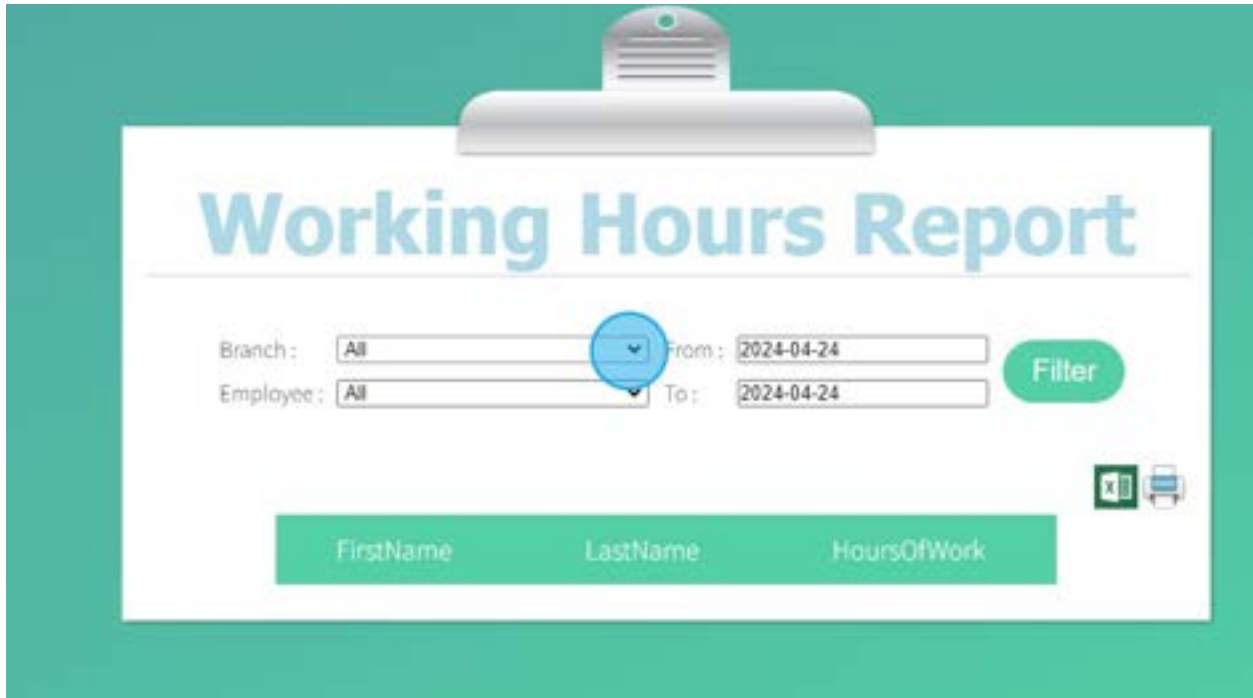 Working Hours Report
Branch : All From : 2024-04-24
Employee : All To : 2024-04-24
Filter
FirstName LastName HoursOfWork